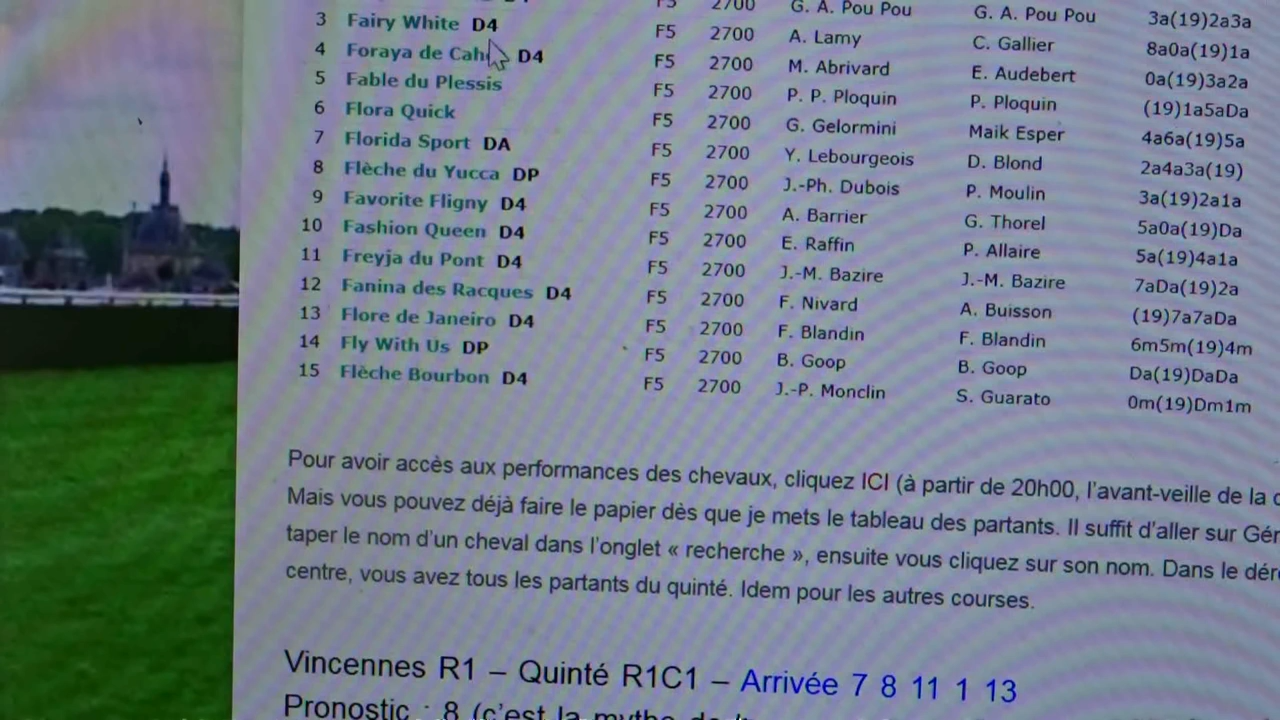 F5 2700 G. A. Pou Pou G. A. Pou Pou 3a(19)2a3a
3 Fairy White D4 F5 2700 A. Lamy C. Gallier 8a0a(19)1a
4 Foraya de D4 F5 2700 M. Abrivard E. Audebert 0a(19)3a2a
5 Fable du Plessis F5 2700 P. P. Ploquin P. Ploquin (19)1a5aDa
6 Flora Quick F5 2700 G. Gelormini Maik Esper 4a6a(19)5a
7 Florida Sport DA F5 2700 Y. Lebourgeois D. Blond 2a4a3a(19)
8 Flèche du Yucca DP F5 2700 J.-Ph. Dubois P. Moulin 3a(19)2a1a
9 Favorite Fligny D4 F5 2700 A. Barrier G. Thorel 5a0a(19)Da
10 Fashion Queen D4 F5 2700 E. Raffin P. Allaire 5a(19)4a1a
11 Freyja du Pont D4 F5 2700 J.-M. Bazire J.-M. Bazire 7aDa(19)2a
12 Fanina des Racques D4 F5 2700 F. Nivard A. Buisson (19)7a7aDa
13 Flore de Janeiro D4 F5 2700 F. Blandin F. Blandin 6m5m(19)4m
14 Fly With Us DP F5 2700 B. Goop B. Goop Da(19)DaDa
15 Flèche Bourbon D4 F5 2700 J.-P. Monclin S. Guarato 0m(19)Dm1m
Pour avoir accès aux performances des chevaux, cliquez ICI (à partir de 20h00, l'avant-veille de la
Mais vous pouvez déjà faire le papier dès que je mets le tableau des partants. Il suffit d'aller sur
taper le nom d'un cheval dans l'onglet « recherche », ensuite vous cliquez sur son nom. Dans le
centre, vous avez tous les partants du quinté. Idem pour les autres courses.
Vincennes R1 – Quinté R1C1 – Arrivée 7 8 11 1 13
Pronostic : 8 (c'est la